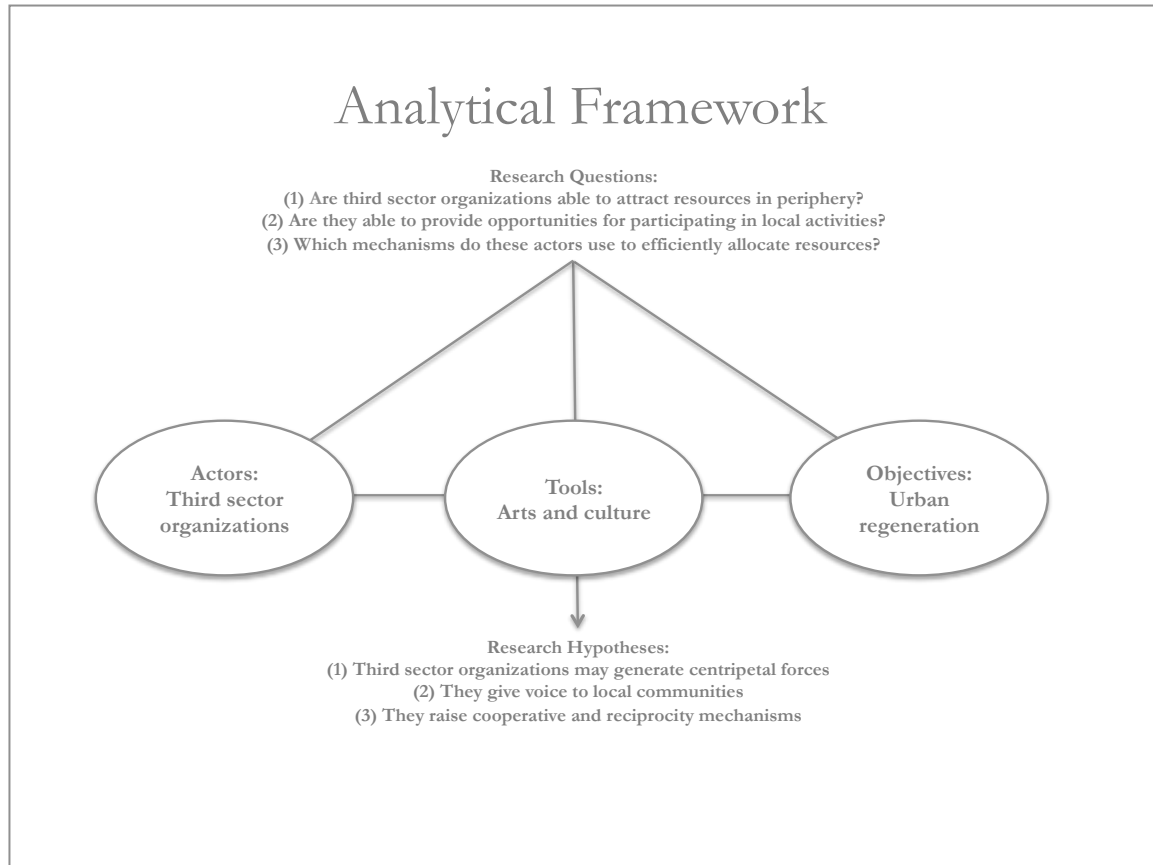 Analytical Framework
Research Questions:
(1) Are third sector organizations able to attract resources in periphery?
(2) Are they able to provide opportunities for participating in local activities?
(3) Which mechanisms do these actors use to efficiently allocate resources?
Actors:
Third sector
organizations
Tools:
Arts and culture
Objectives:
Urban
regeneration
Research Hypotheses:
(1) Third sector organizations may generate centripetal forces
(2) They give voice to local communities
(3) They raise cooperative and reciprocity mechanisms